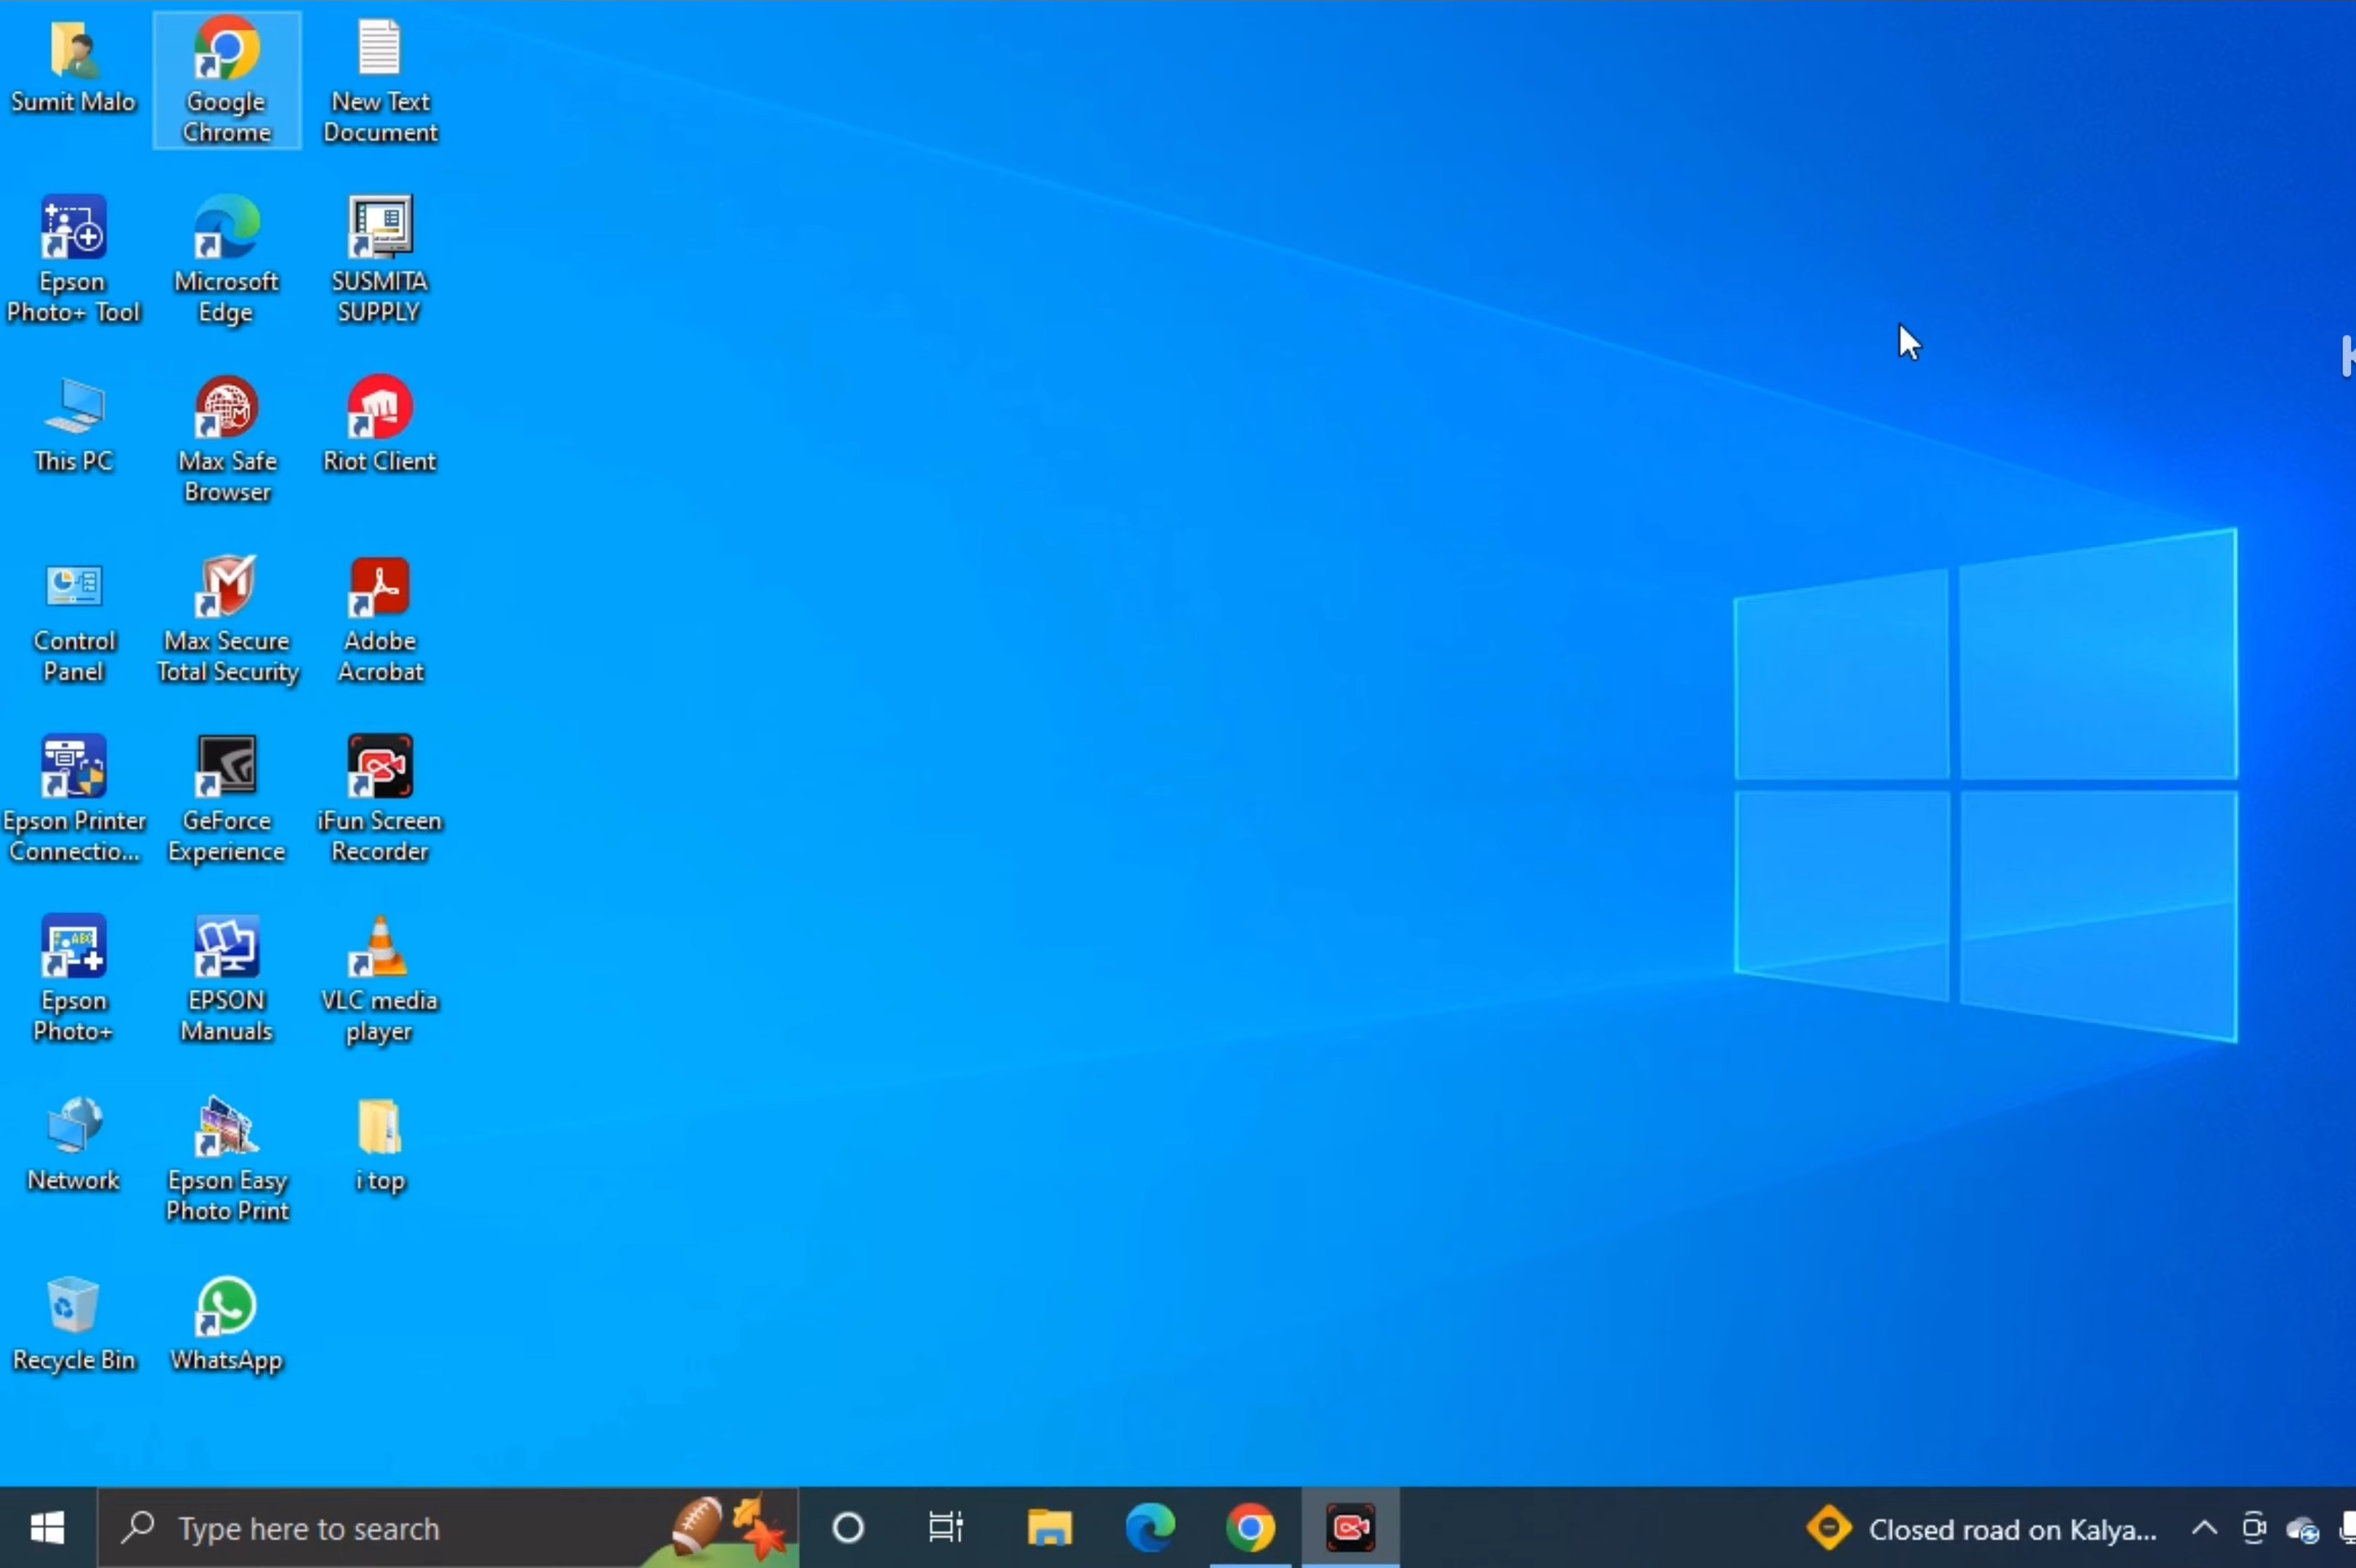 Sumit Malo
Google
Chrome
New Text
Document
Epson
Photo+ Tool
Microsoft
Edge
SUSMITA
SUPPLY
This PC
Max Safe
Browser
Riot Client
Control
Panel
Max Secure
Total Security
Adobe
Acrobat
Epson Printer
Connectio...
GeForce
Experience
iFun Screen
Recorder
Epson
Photo+
EPSON
Manuals
VLC media
player
Network
Epson Easy
Photo Print
i top
Recycle Bin
WhatsApp
Type here to search
Closed road on Kalya...